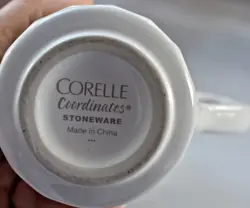 CORELLE
Coordinates®
STONEWARE
Made in China
...